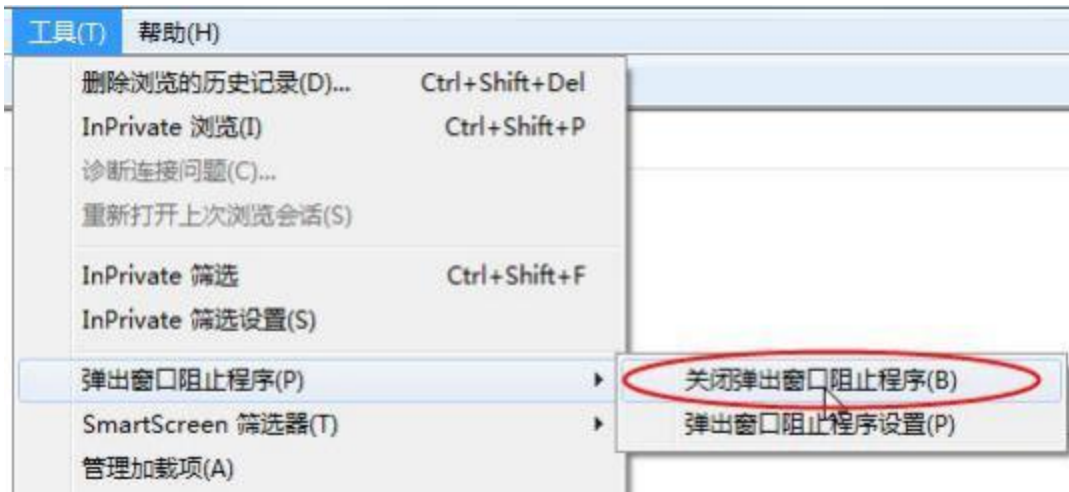 工具(T) 帮助(H)
删除浏览的历史记录(D)... Ctrl+Shift+Del
InPrivate 浏览(I) Ctrl+Shift+P
诊断连接问题(C)...
重新打开上次浏览会话(S)
InPrivate 筛选 Ctrl+Shift+F
InPrivate 筛选设置(S)
弹出窗口阻止程序(P) 关闭弹出窗口阻止程序(B)
SmartScreen 筛选器(T) 弹出窗口阻止程序设置(P)
管理加载项(A)